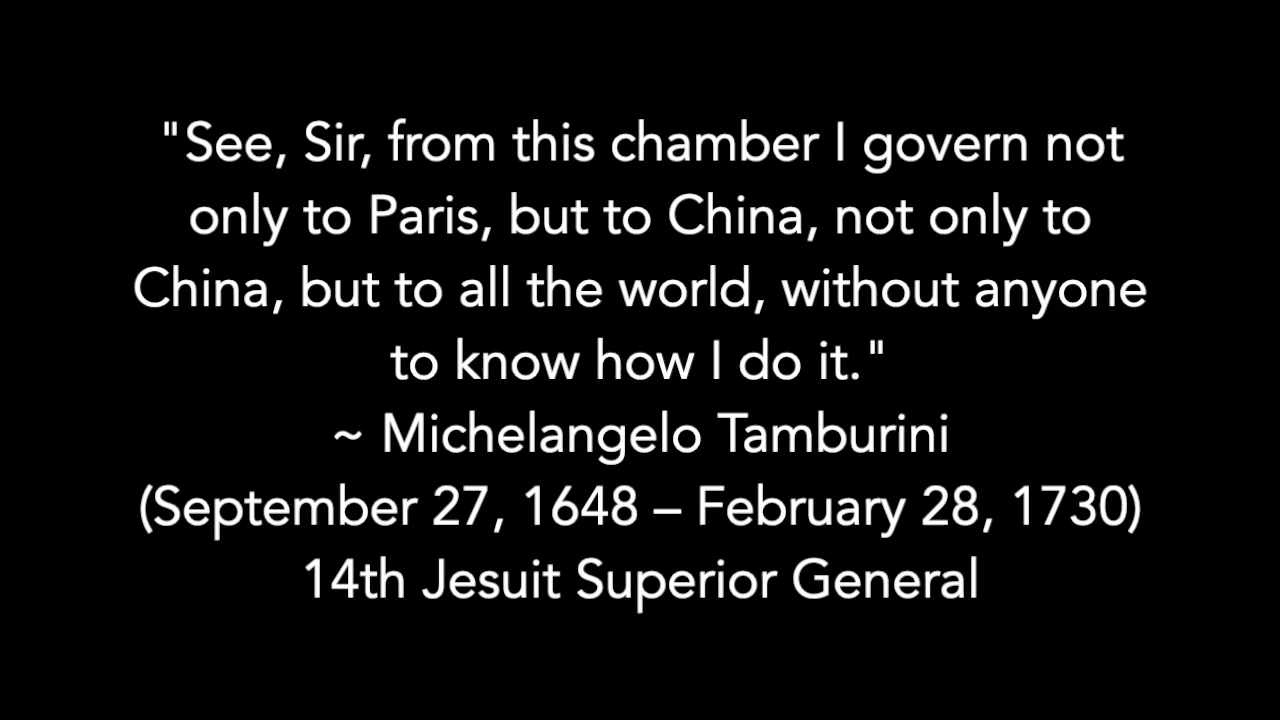 "See, Sir, from this chamber I govern not
only to Paris, but to China, not only to
China, but to all the world, without anyone
to know how I do it."
~ Michelangelo Tamburini
(September 27, 1648 – February 28, 1730)
14th Jesuit Superior General